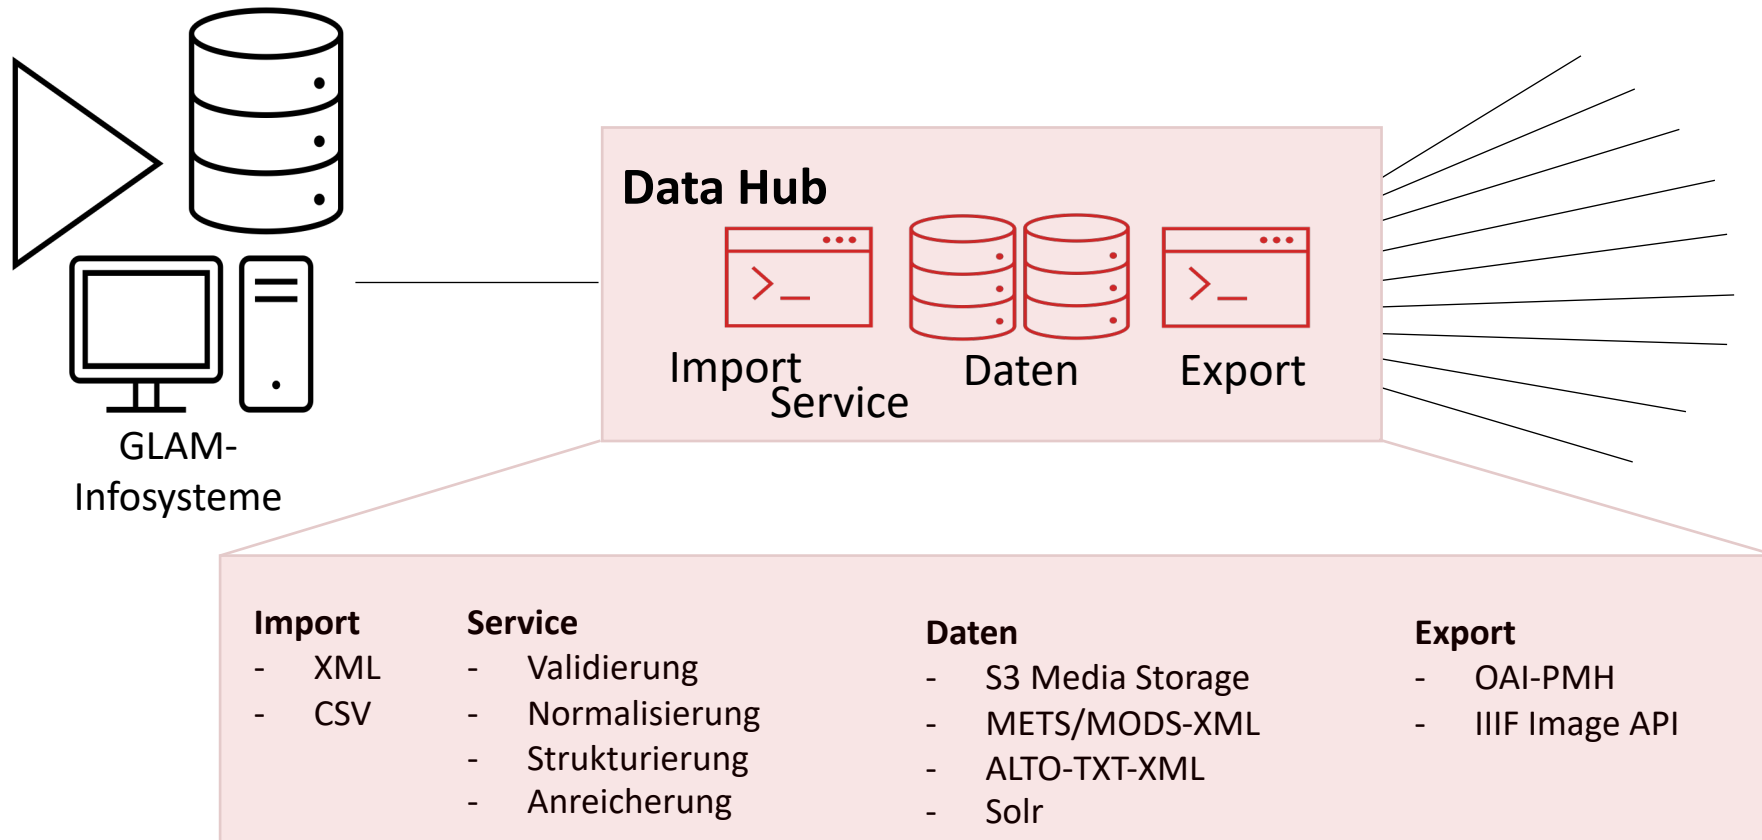 Data Hub
Import
Service
Daten
Export
GLAM-
Infosysteme
Import
- XML
- CSV
Service
- Validierung
- Normalisierung
- Strukturierung
- Anreicherung
Daten
- S3 Media Storage
- METS/MODS-XML
- ALTO-TXT-XML
- Solr
Export
- OAI-PMH
- IIIF Image API